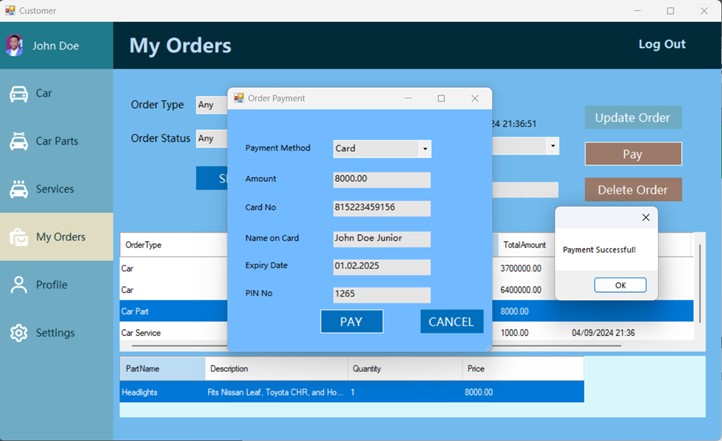 Customer
John Doe
My Orders
Log Out
Car
Car Parts
Services
My Orders
Profile
Settings
Order Type
Any
Order Status
Any
24 21:36:51
Update Order
Pay
Delete Order
Order Payment
Payment Method
Card
Amount
8000.00
Card No
815223459156
Name on Card
John Doe Junior
Expiry Date
01.02.2025
PIN No
1265
PAY
CANCEL
Payment Successful!
OK
OrderType
TotalAmount
Car
3700000.00
Car
6400000.00
Car Part
8000.00
Car Service
1000.00
04/09/2024 21:36
PartName
Description
Quantity
Price
Headlights
Fits Nissan Leaf, Toyota CHR, and Ho...
1
8000.00